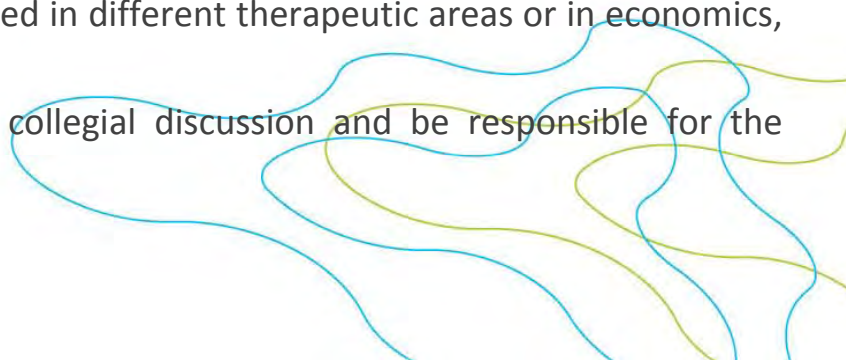 ed in different therapeutic areas or in economics,
collegial discussion and be responsible for the